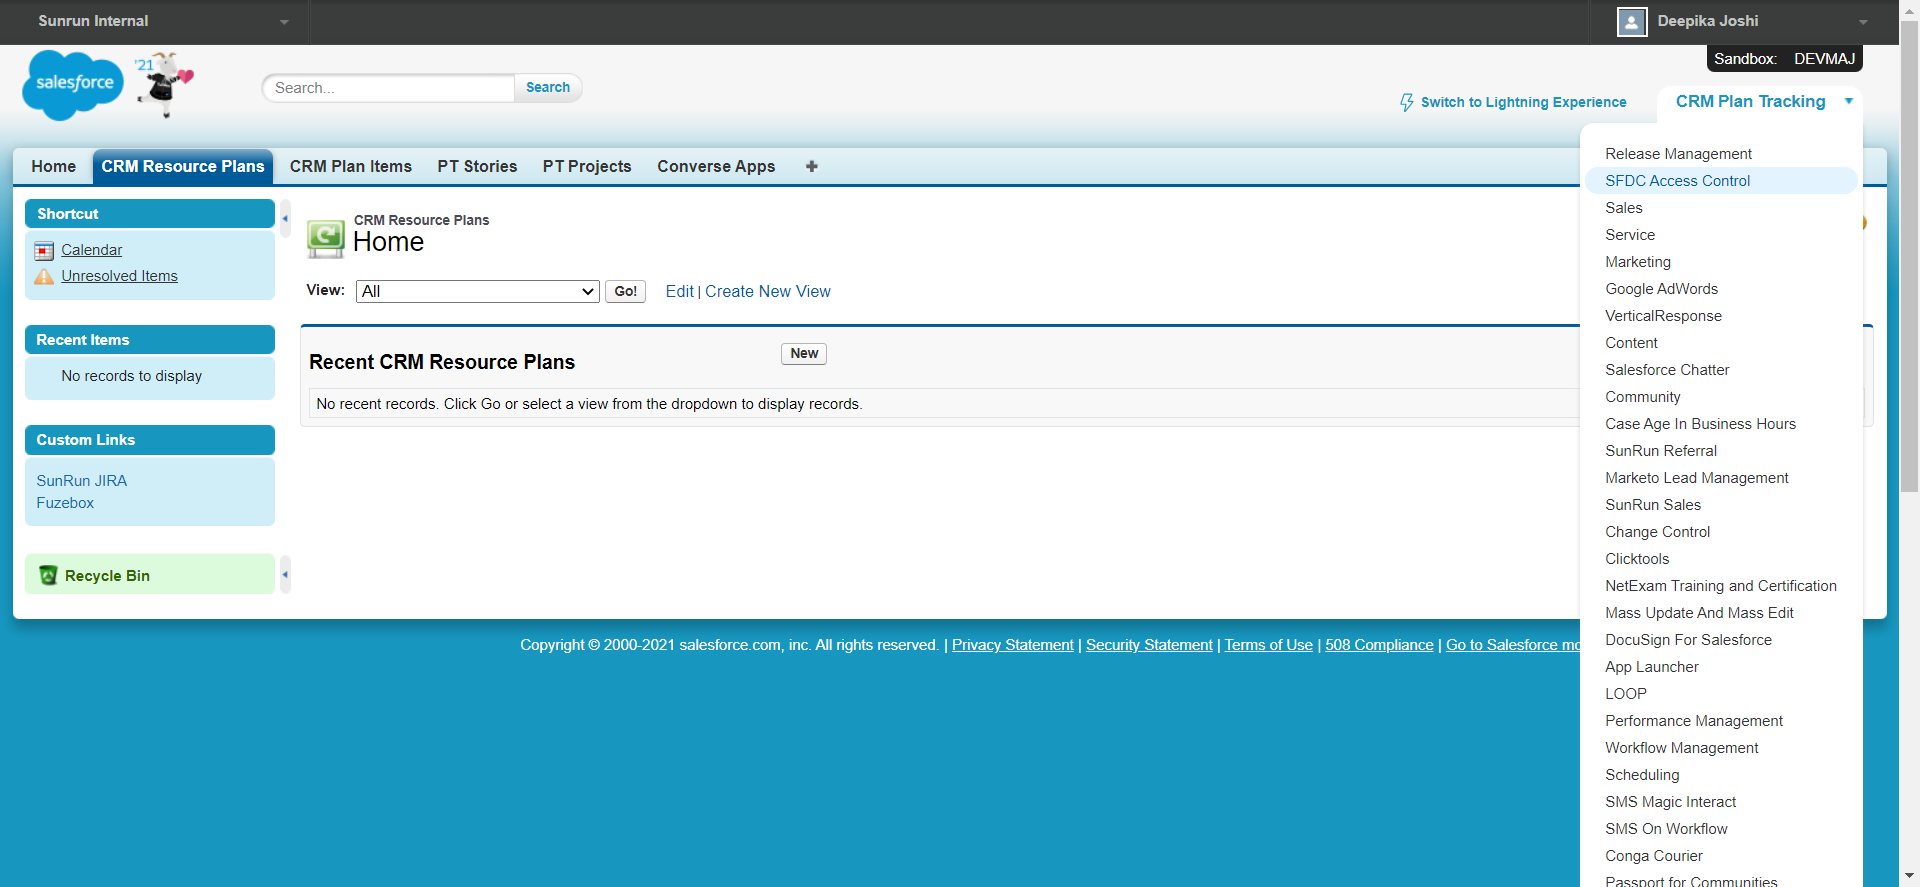 Sunrun Internal
Deepika Joshi
salesforce
'21
Search...
Search
Sandbox: DEVMAJ
Switch to Lightning Experience
CRM Plan Tracking
Home
CRM Resource Plans
CRM Plan Items
PT Stories
PT Projects
Converse Apps
Shortcut
Calendar
Unresolved Items
Recent Items
No records to display
Custom Links
SunRun JIRA
Fuzebox
Recycle Bin
CRM Resource Plans
Home
View: All Go! Edit | Create New View
Recent CRM Resource Plans
New
No recent records. Click Go or select a view from the dropdown to display records.
Release Management
SFDC Access Control
Sales
Service
Marketing
Google AdWords
VerticalResponse
Content
Salesforce Chatter
Community
Case Age In Business Hours
SunRun Referral
Marketo Lead Management
SunRun Sales
Change Control
Clicktools
NetExam Training and Certification
Mass Update And Mass Edit
DocuSign For Salesforce
App Launcher
LOOP
Performance Management
Workflow Management
Scheduling
SMS Magic Interact
SMS On Workflow
Conga Courier
Passport for Communities
Copyright © 2000-2021 salesforce.com, inc. All rights reserved. | Privacy Statement | Security Statement | Terms of Use | 508 Compliance | Go to Salesforce mo